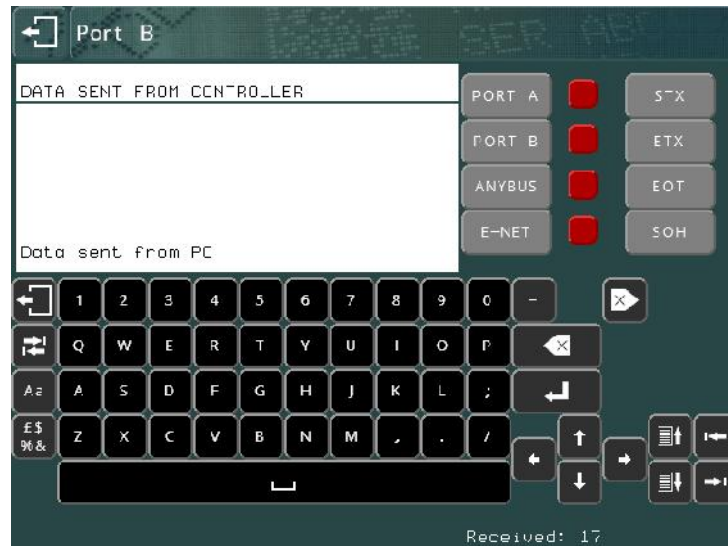 Port B
DATA SENT FROM CONTROLLER
Data sent from PC
PORT A STX
PORT B ETX
ANYBUS EOT
E-NET SOH
1 2 3 4 5 6 7 8 9 0 -
Q W E R T Y U I O P
Aa A S D F G H J K L ;
£$
%& Z X C V B N M , . /
Received: 17